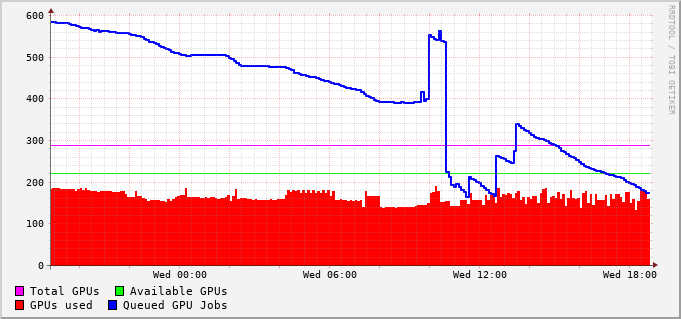 600
500
400
300
200
100
0
Wed 00:00 Wed 06:00 Wed 12:00 Wed 18:00
Total GPUs Available GPUs
GPUs used Queued GPU Jobs
RRDTOOL / TOBI OETIKER